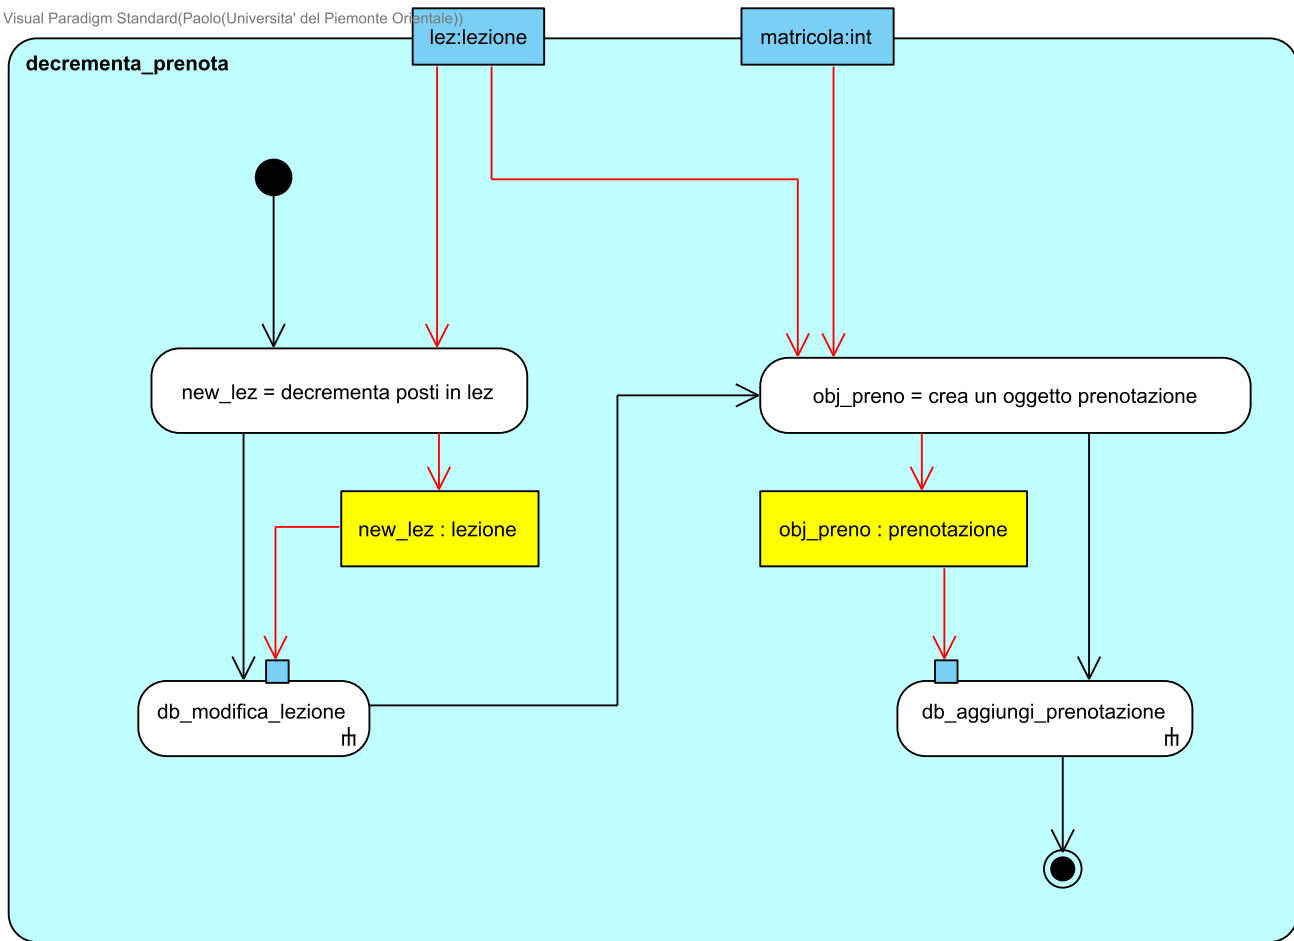 Visual Paradigm Standard(Paolo(Universita' del Piemonte Orientale))
lez:lezione
matricola:int
decrementa_prenota
new_lez = decrementa posti in lez
obj_preno = crea un oggetto prenotazione
new_lez : lezione
obj_preno : prenotazione
db_modifica_lezione
db_aggiungi_prenotazione